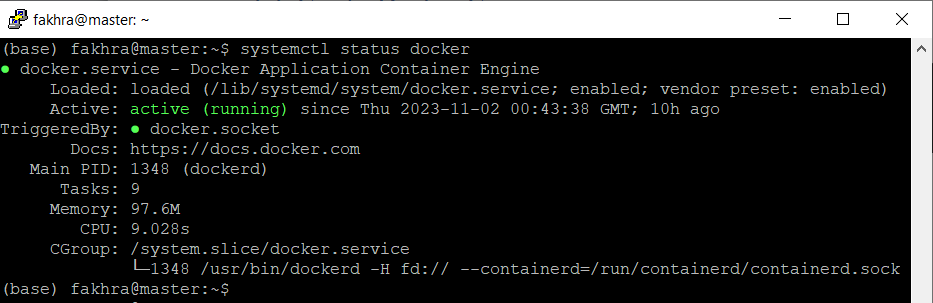 fakhra@master: ~
(base) fakhra@master:~$ systemctl status docker
● docker.service - Docker Application Container Engine
Loaded: loaded (/lib/systemd/system/docker.service; enabled; vendor preset: enabled)
Active: active (running) since Thu 2023-11-02 00:43:38 GMT; 10h ago
TriggeredBy: ● docker.socket
Docs: https://docs.docker.com
Main PID: 1348 (dockerd)
Tasks: 9
Memory: 97.6M
CPU: 9.028s
CGroup: /system.slice/docker.service
└─1348 /usr/bin/dockerd -H fd:// --containerd=/run/containerd/containerd.sock
(base) fakhra@master:~$